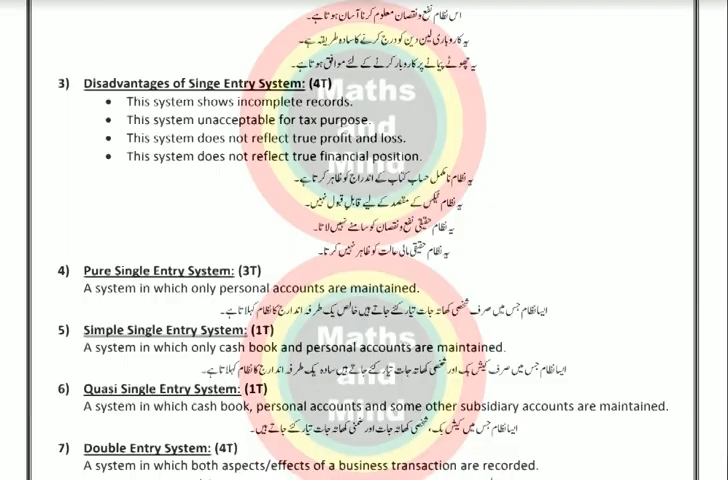 اس نظام نفع و نقصان معلوم کرنا آسان ہوتا ہے۔
یہ کاروباری لین دین کو درج کرنے کا سادہ طریقہ ہے۔
یہ چھوٹے پیمانے پر کاروبار کرنے کے لئے موافق ہوتا ہے۔
3) Disadvantages of Singe Entry System: (4T)
• This system shows incomplete records.
• This system unacceptable for tax purpose.
• This system does not reflect true profit and loss.
• This system does not reflect true financial position.
یہ نظام نامکمل حساب کتاب کے اندراج کو ظاہر کرتا ہے۔
یہ نظام ٹیکس کے مقصد کے لیے قابل قبول نہیں۔
یہ نظام حقیقی نفع و نقصان کو سامنے نہیں لاتا۔
یہ نظام حقیقی مالی حالت کو ظاہر نہیں کرتا۔
4) Pure Single Entry System: (3T)
A system in which only personal accounts are maintained.
ایسا نظام جس میں صرف شخصی کھاتہ جات تیار کئے جاتے ہیں خالص یک طرفہ اندارج کا نظام کہلاتا ہے۔
5) Simple Single Entry System: (1T)
A system in which only cash book and personal accounts are maintained.
ایسا نظام جس میں صرف کیش بک اور شخصی کھاتہ جات تیار کئے جاتے ہیں سادہ یک طرفہ اندارج کا نظام کہلاتا ہے۔
6) Quasi Single Entry System: (1T)
A system in which cash book, personal accounts and some other subsidiary accounts are maintained.
ایسا نظام جس میں کیش بک، شخصی کھاتہ جات اور ضمنی کھاتہ جات تیار کئے جاتے ہیں۔
7) Double Entry System: (4T)
A system in which both aspects/effects of a business transaction are recorded.
Maths
and
Mind
Maths
and
Mind